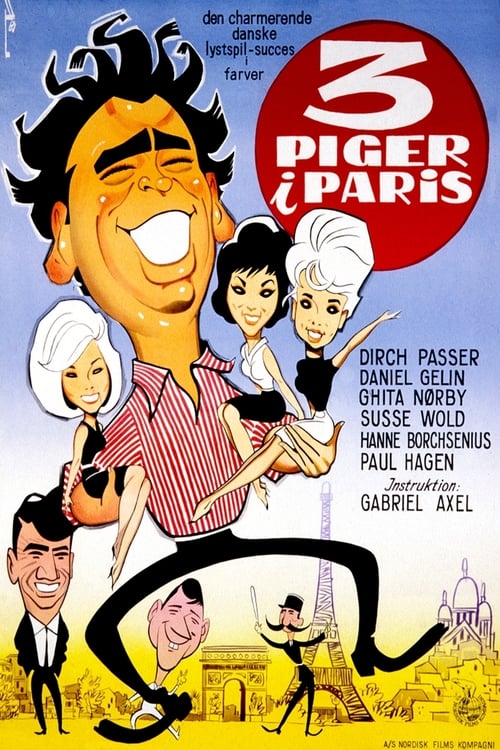 den charmerende
danske
lystspil-succes
i
farver
3
PIGER
i PARiS
DIRCH PASSER
DANIEL GELIN
GHITA NØRBY
SUSSE WOLD
HANNE BORCHSENIUS
PAUL HAGEN
Instruktion:
GABRIEL AXEL
A/S NORDISK FILMS KOMPAGNI